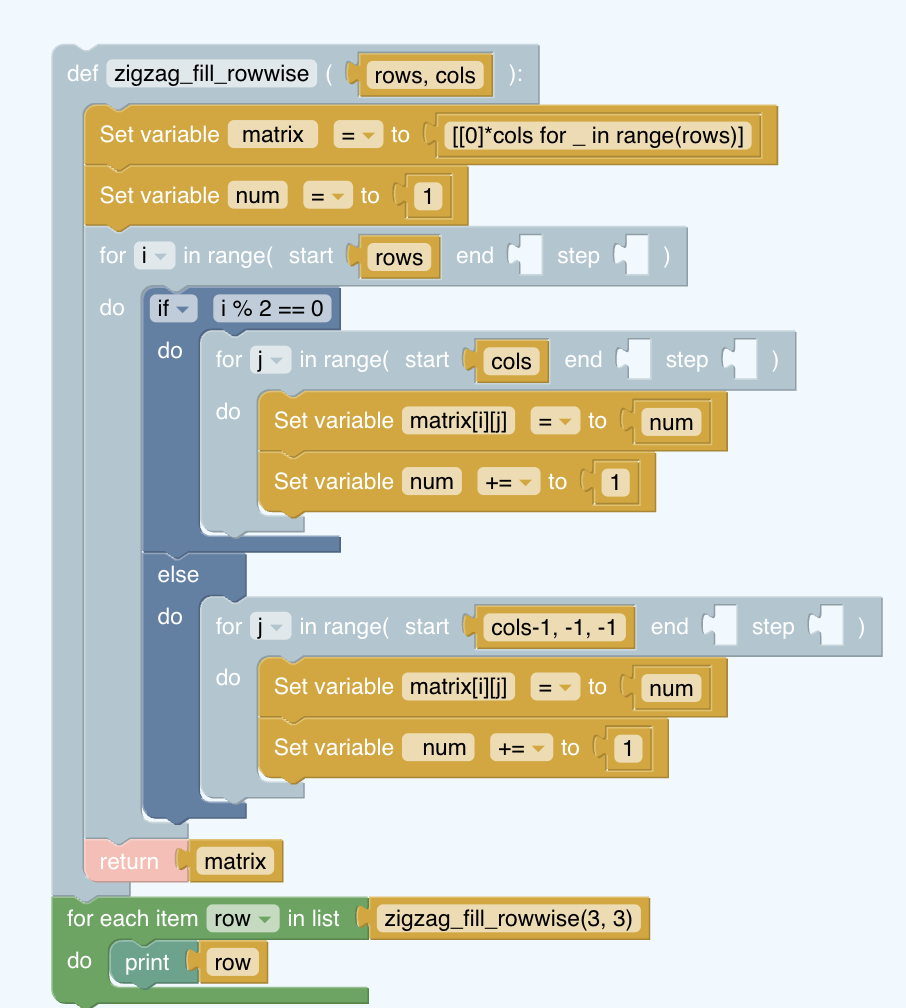 def zigzag_fill_rowwise ( rows, cols ):
Set variable matrix = to [[0]*cols for _ in range(rows)]
Set variable num = to 1
for i in range( start rows end step )
do if i % 2 == 0
do for j in range( start cols end step )
do Set variable matrix[i][j] = to num
Set variable num += to 1
else
do for j in range( start cols-1, -1, -1 end step )
do Set variable matrix[i][j] = to num
Set variable num += to 1
return matrix
for each item row in list zigzag_fill_rowwise(3, 3)
do print row